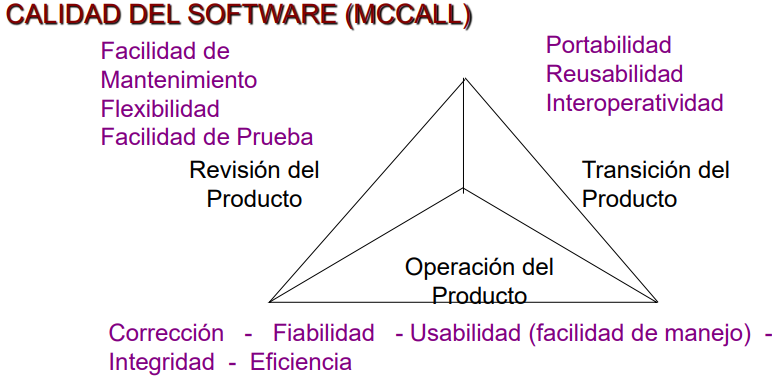 CALIDAD DEL SOFTWARE (MCCALL)
Facilidad de
Mantenimiento
Flexibilidad
Facilidad de Prueba
Portabilidad
Reusabilidad
Interoperatividad
Revisión del
Producto
Transición del
Producto
Operación del
Producto
Corrección - Fiabilidad - Usabilidad (facilidad de manejo) -
Integridad - Eficiencia